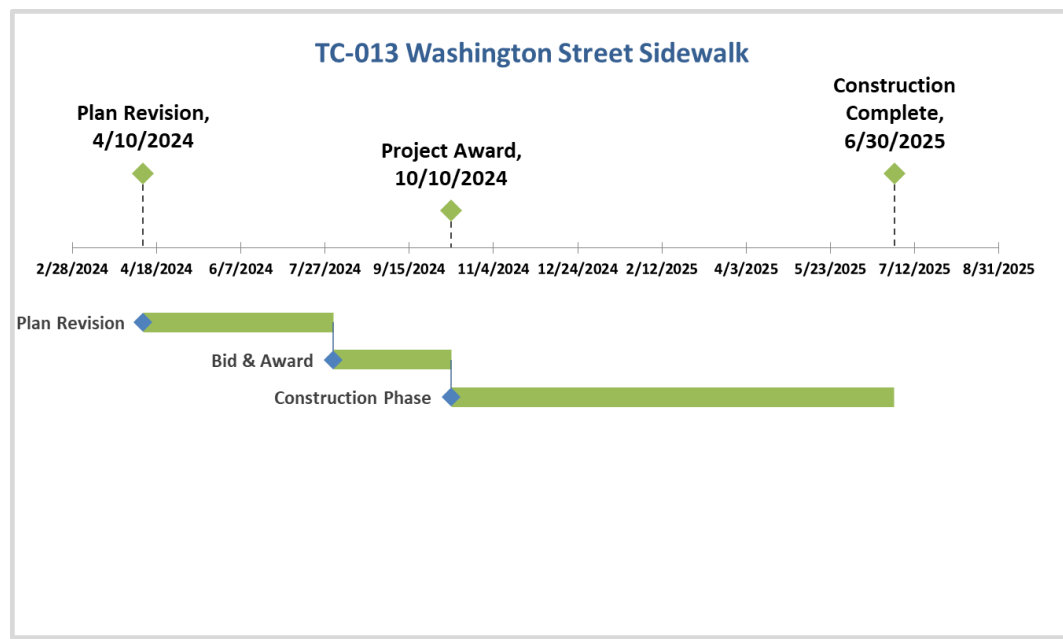 TC-013 Washington Street Sidewalk
Plan Revision,
4/10/2024
Project Award,
10/10/2024
Construction
Complete,
6/30/2025
2/28/2024 4/18/2024 6/7/2024 7/27/2024 9/15/2024 11/4/2024 12/24/2024 2/12/2025 4/3/2025 5/23/2025 7/12/2025 8/31/2025
Plan Revision
Bid & Award
Construction Phase